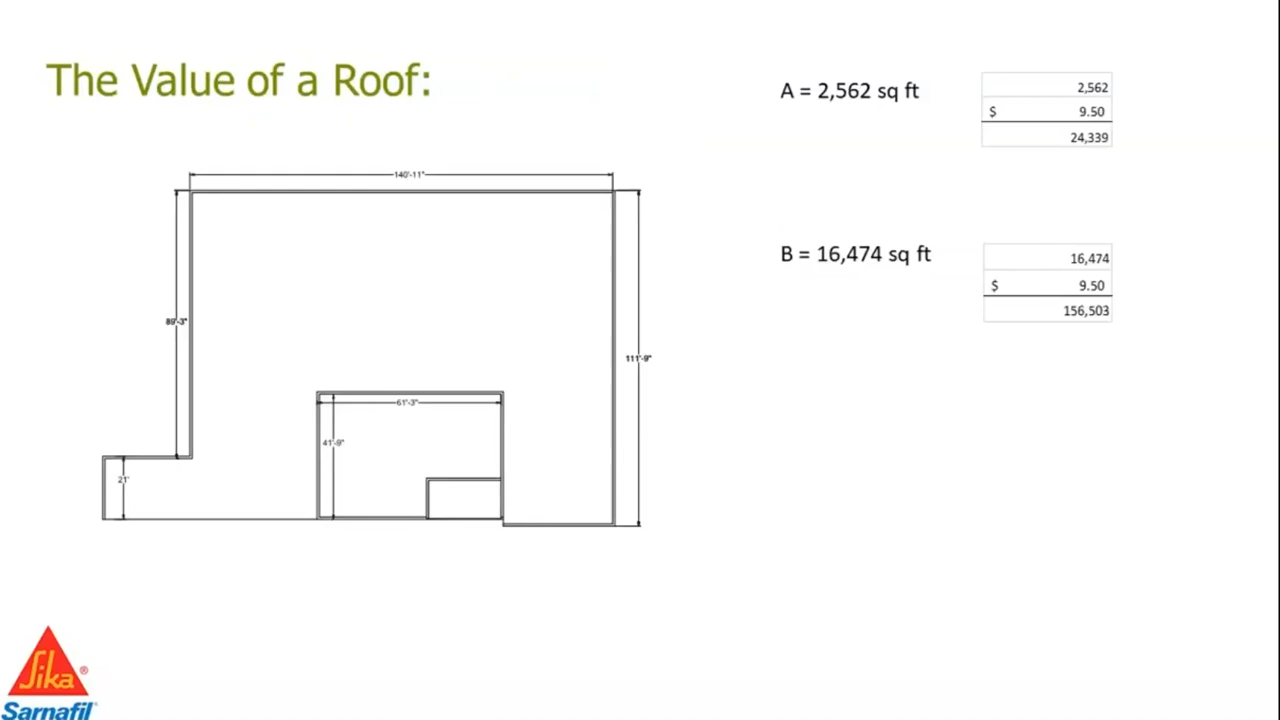 The Value of a Roof:
A = 2,562 sq ft
2,562
$ 9.50
24,339
140'-11"
89'-3"
B = 16,474 sq ft
16,474
$ 9.50
156,503
111'-9"
61'-3"
41'-9"
21'
Sika®
Sarnafil